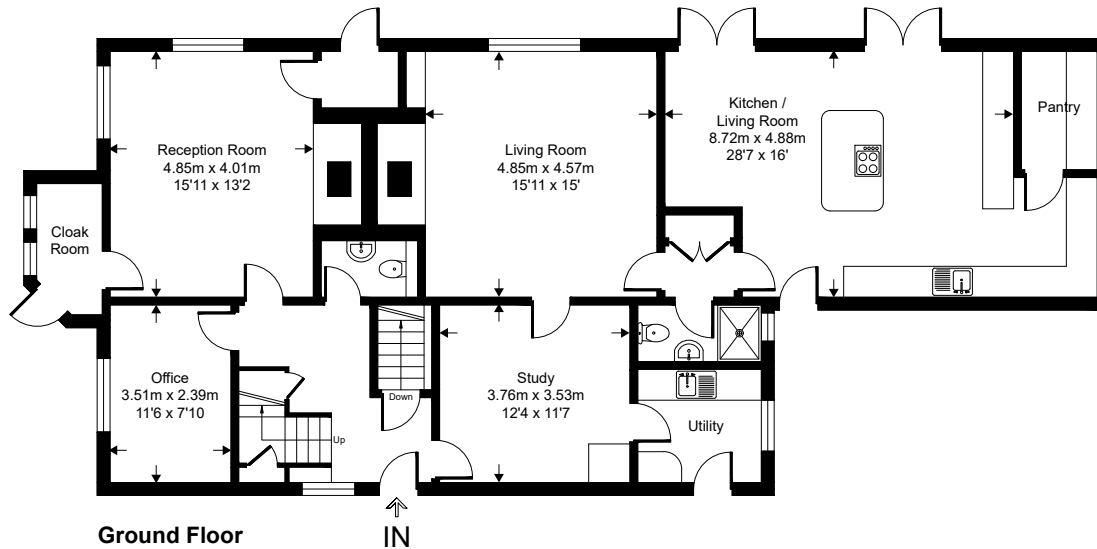 Reception Room
4.85m x 4.01m
15'11 x 13'2
Living Room
4.85m x 4.57m
15'11 x 15'
Kitchen /
Living Room
8.72m x 4.88m
28'7 x 16'
Pantry
Cloak
Room
Office
3.51m x 2.39m
11'6 x 7'10
Down
Up
Study
3.76m x 3.53m
12'4 x 11'7
Utility
Ground Floor
IN